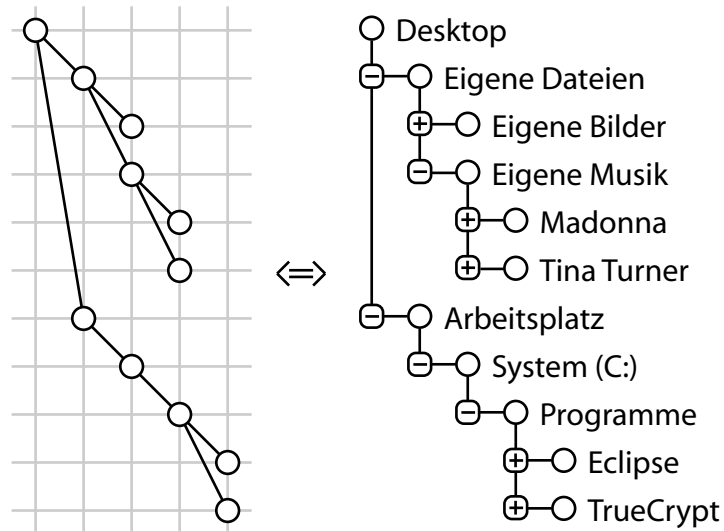 Desktop
Eigene Dateien
Eigene Bilder
Eigene Musik
Madonna
Tina Turner
Arbeitsplatz
System (C:)
Programme
Eclipse
TrueCrypt